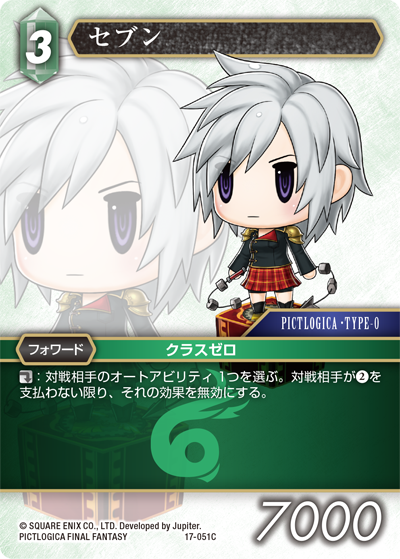 3
セブン
PICTLOGICA・TYPE-0
フォワード
クラスゼロ
：対戦相手のオートアビリティ1つを選ぶ。対戦相手が❷を
支払わない限り、それの効果を無効にする。
© SQUARE ENIX CO., LTD. Developed by Jupiter.
PICTLOGICA FINAL FANTASY
17-051C
7000